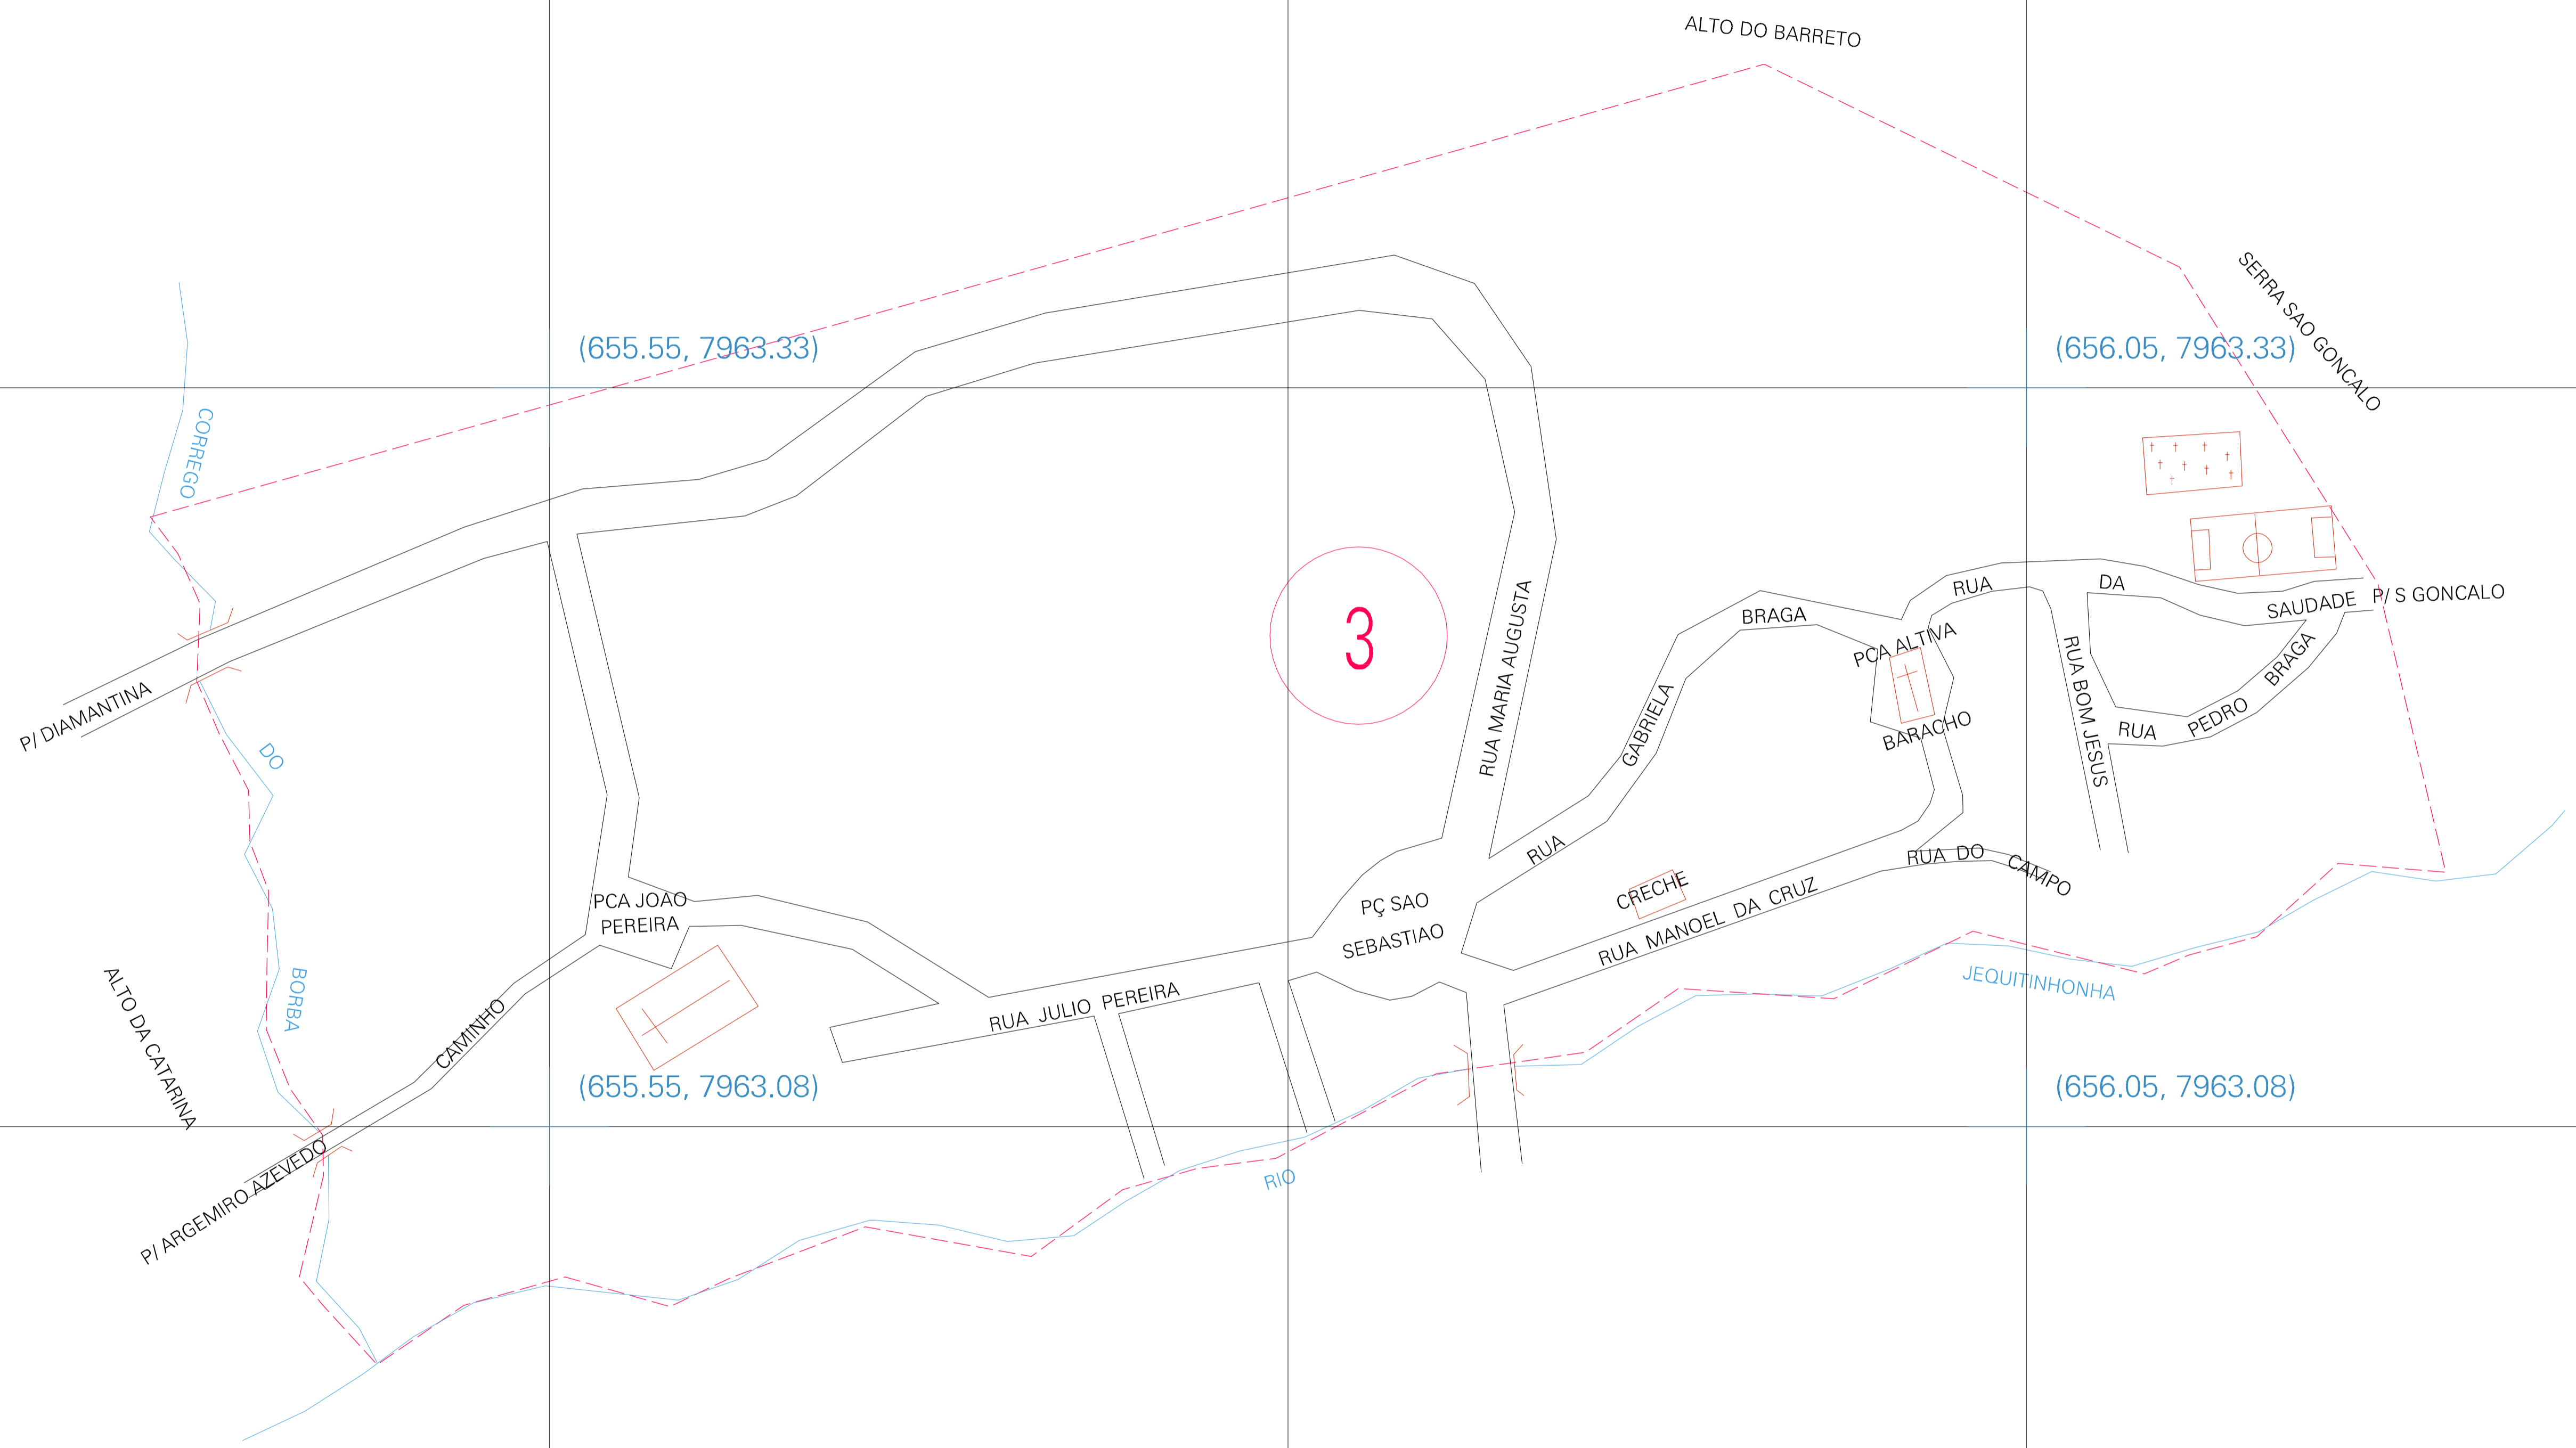 ALTO DO BARRETO
SERRA SAO GONCALO
(655.55, 7963.33)
(656.05, 7963.33)
CORREGO
DO
BORBA
P/ DIAMANTINA
3
RUA MARIA AUGUSTA
RUA GABRIELA BRAGA
PCA ALTIVA
BARACHO
RUA DA SAUDADE
P/ S GONCALO
RUA BOM JESUS
RUA PEDRO BRAGA
RUA DO CAMPO
CRECHE
RUA MANOEL DA CRUZ
PÇ SAO
SEBASTIAO
PCA JOAO
PEREIRA
RUA JULIO PEREIRA
CAMINHO
ALTO DA CATARINA
P/ ARGEMIRO AZEVEDO
RIO
JEQUITINHONHA
(655.55, 7963.08)
(656.05, 7963.08)